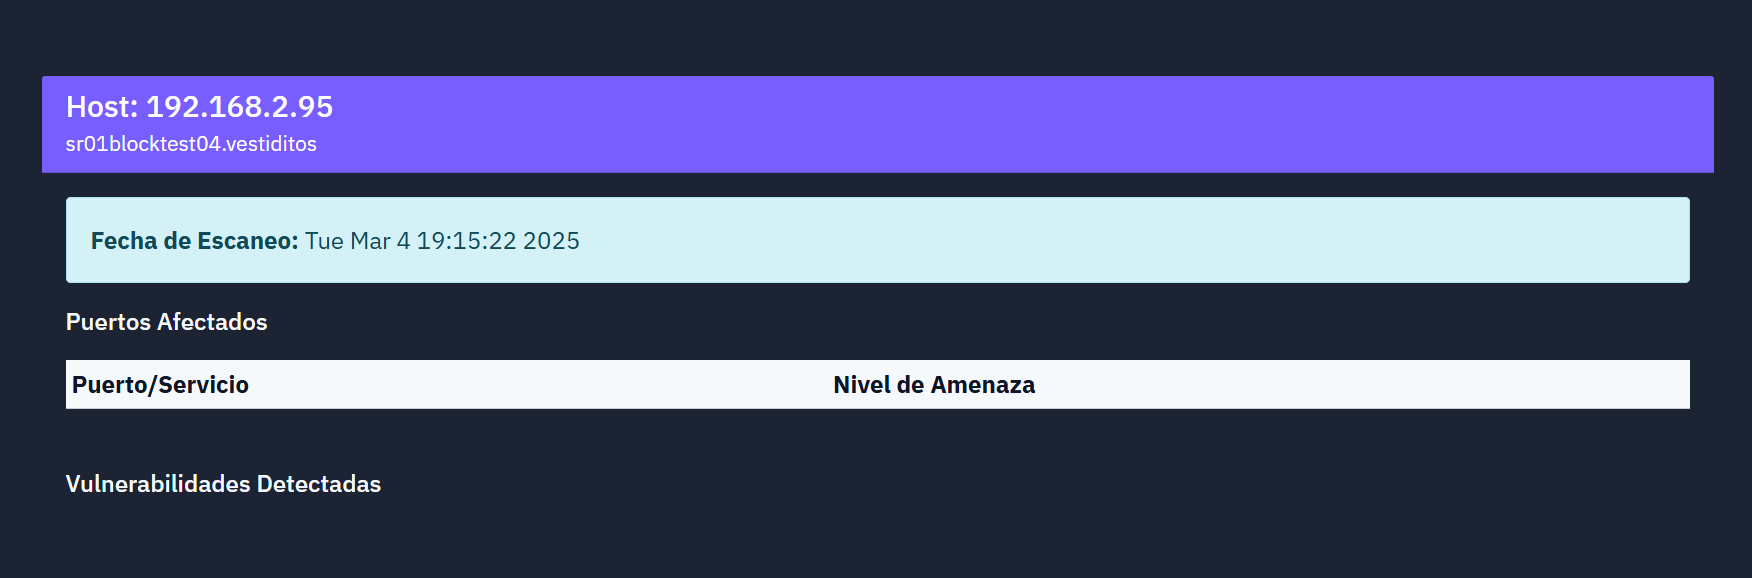 Host: 192.168.2.95
sr01blocktest04.vestiditos
Fecha de Escaneo: Tue Mar 4 19:15:22 2025
Puertos Afectados
Puerto/Servicio Nivel de Amenaza
Vulnerabilidades Detectadas